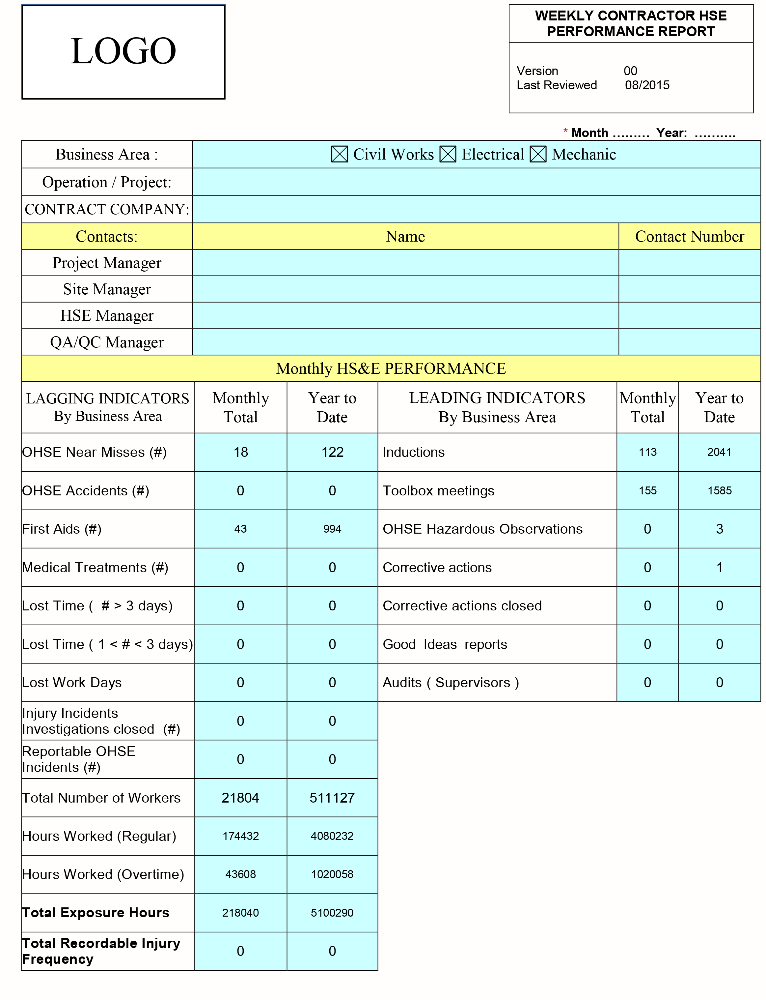 LOGO
WEEKLY CONTRACTOR HSE
PERFORMANCE REPORT
Version 00
Last Reviewed 08/2015
* Month ......... Year: ..........
Business Area : ☒ Civil Works ☒ Electrical ☒ Mechanic
Operation / Project:
CONTRACT COMPANY:
Contacts: Name Contact Number
Project Manager
Site Manager
HSE Manager
QA/QC Manager
Monthly HS&E PERFORMANCE
LAGGING INDICATORS
By Business Area
Monthly
Total
Year to
Date
LEADING INDICATORS
By Business Area
Monthly
Total
Year to
Date
OHSE Near Misses (#) 18 122 Inductions 113 2041
OHSE Accidents (#) 0 0 Toolbox meetings 155 1585
First Aids (#) 43 994 OHSE Hazardous Observations 0 3
Medical Treatments (#) 0 0 Corrective actions 0 1
Lost Time ( # > 3 days) 0 0 Corrective actions closed 0 0
Lost Time ( 1 < # < 3 days) 0 0 Good Ideas reports 0 0
Lost Work Days 0 0 Audits ( Supervisors ) 0 0
Injury Incidents
Investigations closed (#) 0 0
Reportable OHSE
Incidents (#) 0 0
Total Number of Workers 21804 511127
Hours Worked (Regular) 174432 4080232
Hours Worked (Overtime) 43608 1020058
Total Exposure Hours 218040 5100290
Total Recordable Injury
Frequency 0 0